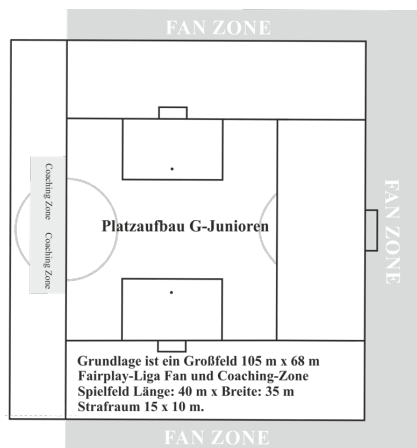 FAN ZONE
Coaching Zone
Coaching Zone
Platzaufbau G-Junioren
FAN ZONE
Grundlage ist ein Großfeld 105 m x 68 m
Fairplay-Liga Fan und Coaching-Zone
Spielfeld Länge: 40 m x Breite: 35 m
Strafraum 15 x 10 m.
FAN ZONE